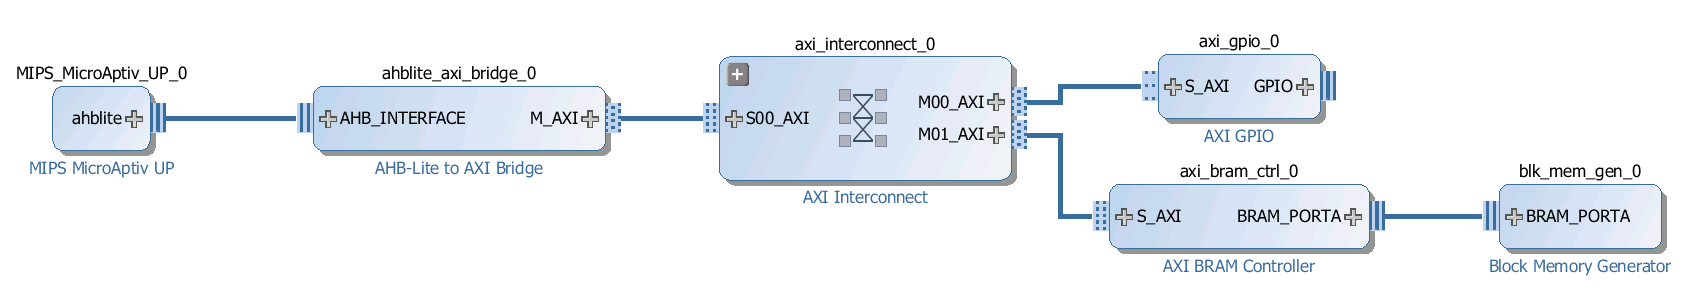 MIPS_MicroAptiv_UP_0
ahblite
MIPS MicroAptiv UP
ahblite_axi_bridge_0
AHB_INTERFACE
M_AXI
AHB-Lite to AXI Bridge
axi_interconnect_0
S00_AXI
M00_AXI
M01_AXI
AXI Interconnect
axi_gpio_0
S_AXI
GPIO
AXI GPIO
axi_bram_ctrl_0
S_AXI
BRAM_PORTA
AXI BRAM Controller
blk_mem_gen_0
BRAM_PORTA
Block Memory Generator